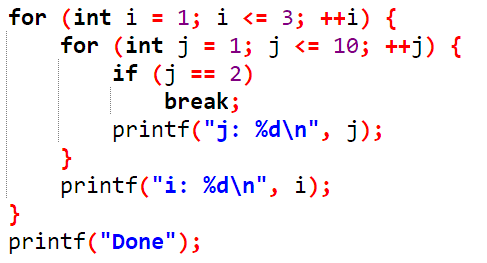 for (int i = 1; i <= 3; ++i) {
    for (int j = 1; j <= 10; ++j) {
        if (j == 2)
            break;
        printf("j: %d\n", j);
    }
    printf("i: %d\n", i);
}
printf("Done");